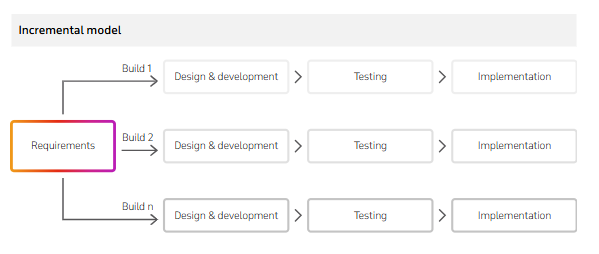 Incremental model
Build 1
Design & development
Testing
Implementation
Requirements
Build 2
Design & development
Testing
Implementation
Build n
Design & development
Testing
Implementation